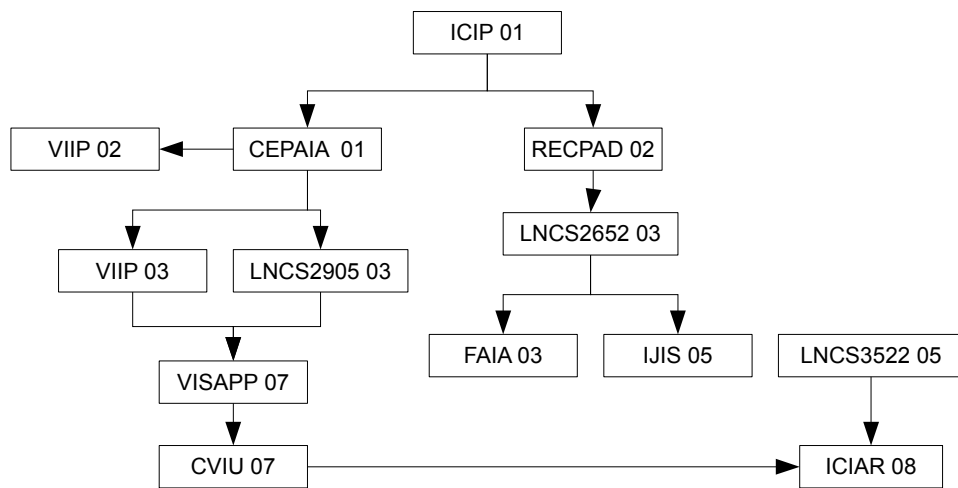 ICIP 01
VIIP 02
CEPAIA 01
RECPAD 02
LNCS2652 03
VIIP 03
LNCS2905 03
FAIA 03
IJIS 05
LNCS3522 05
VISAPP 07
CVIU 07
ICIAR 08